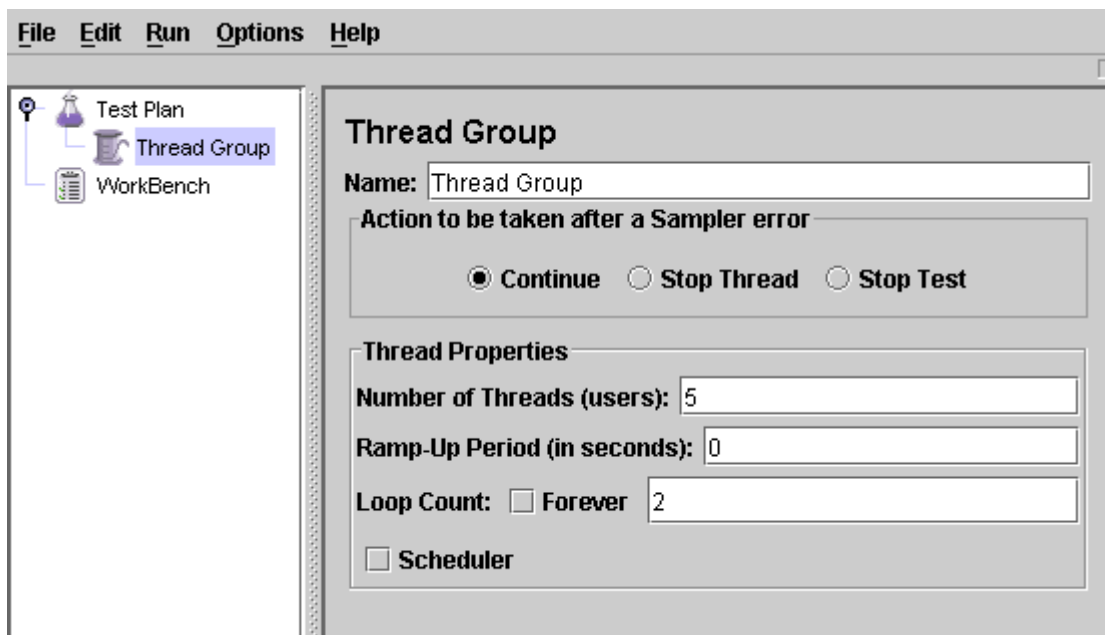 File Edit Run Options Help
Test Plan
Thread Group
WorkBench
Thread Group
Name: Thread Group
Action to be taken after a Sampler error
Continue Stop Thread Stop Test
Thread Properties
Number of Threads (users): 5
Ramp-Up Period (in seconds): 0
Loop Count: Forever 2
Scheduler